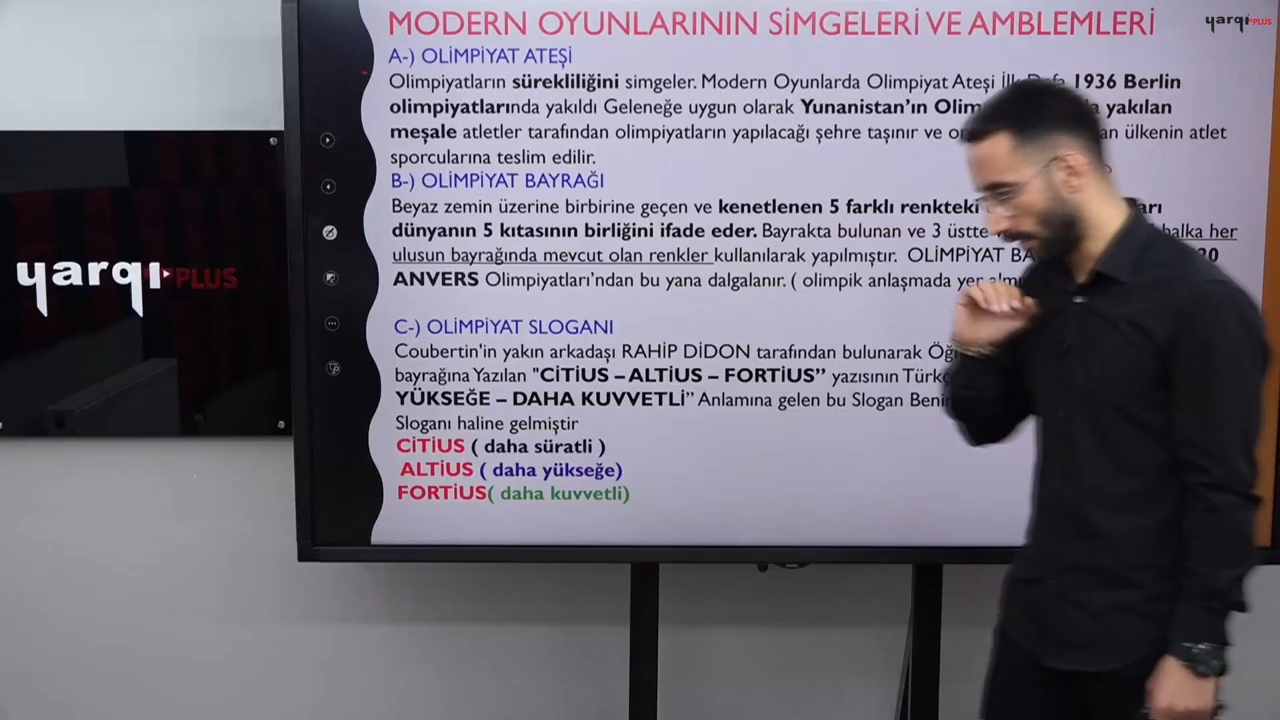 MODERN OYUNLARININ SİMGELERİ VE AMBLEMLERİ
yarqı PLUS
A-) OLİMPİYAT ATEŞİ
Olimpiyatların sürekliliğini simgeler. Modern Oyunlarda Olimpiyat Ateşi İlk Defa 1936 Berlin
olimpiyatlarında yakıldı Geleneğe uygun olarak Yunanistan'ın yakılan
meşale atletler tarafından olimpiyatların yapılacağı şehre taşınır ve ülkenin atlet
sporcularına teslim edilir.
B-) OLİMPİYAT BAYRAĞI
Beyaz zemin üzerine birbirine geçen ve kenetlenen 5 farklı renkteki
dünyanın 5 kıtasının birliğini ifade eder. Bayrakta bulunan ve 3 üstte halka her
ulusun bayrağında mevcut olan renkler kullanılarak yapılmıştır. OLİMPİYAT
ANVERS Olimpiyatları'ndan bu yana dalgalanır. ( olimpik anlaşmada yer
C-) OLİMPİYAT SLOGANI
Coubertin'in yakın arkadaşı RAHİP DİDON tarafından bulunarak
bayrağına Yazılan "CİTİUS – ALTİUS – FORTİUS" yazısının
YÜKSEĞE – DAHA KUVVETLİ" Anlamına gelen bu Slogan
Sloganı haline gelmiştir
CİTİUS ( daha süratli )
ALTİUS ( daha yükseğe)
FORTİUS( daha kuvvetli)
yarqı PLUS